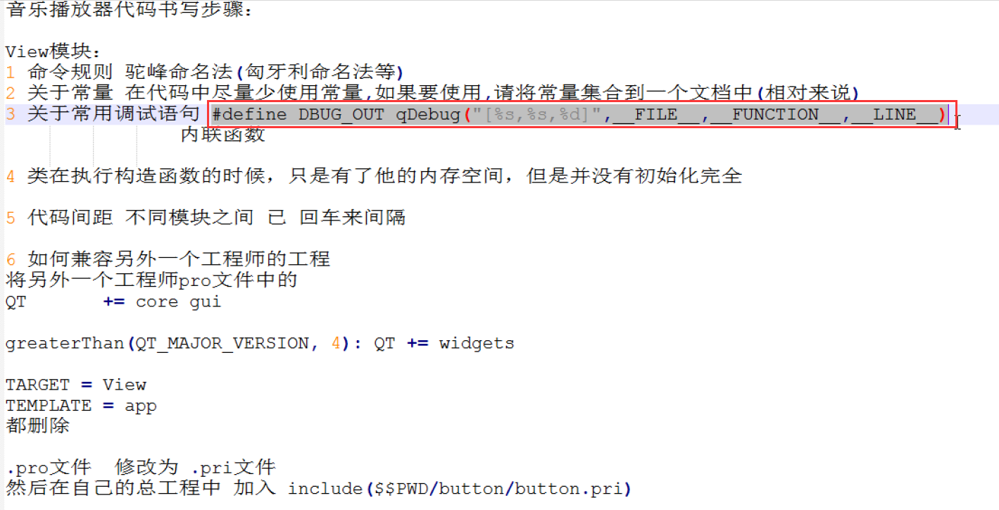 音乐播放器代码书写步骤：
View模块：
1 命令规则 驼峰命名法(匈牙利命名法等)
2 关于常量 在代码中尽量少使用常量,如果要使用,请将常量集合到一个文档中(相对来说)
3 关于常用调试语句 #define DBUG_OUT qDebug("[%s,%s,%d]",__FILE__,__FUNCTION__,__LINE__)
内联函数
4 类在执行构造函数的时候，只是有了他的内存空间，但是并没有初始化完全
5 代码间距 不同模块之间 已 回车来间隔
6 如何兼容另外一个工程师的工程
将另外一个工程师pro文件中的
QT       += core gui
greaterThan(QT_MAJOR_VERSION, 4): QT += widgets
TARGET = View
TEMPLATE = app
都删除
.pro文件  修改为 .pri文件
然后在自己的总工程中 加入 include($$PWD/button/button.pri)